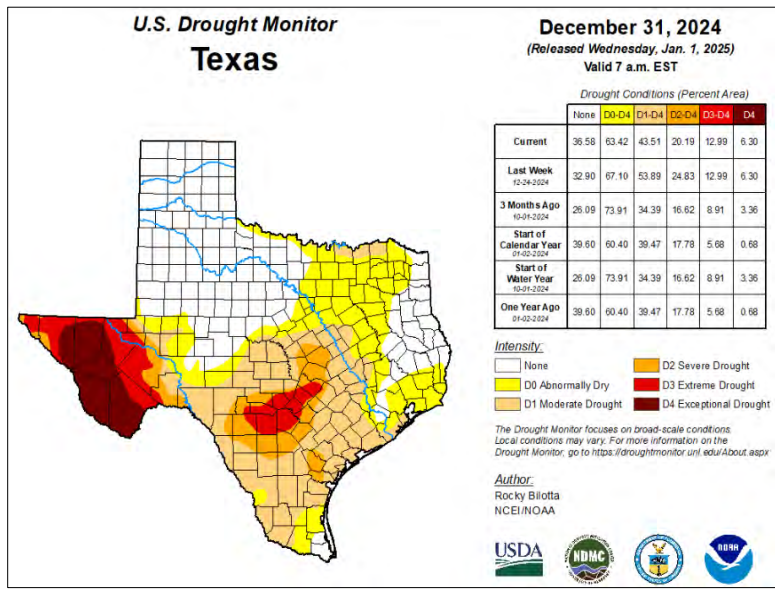 U.S. Drought Monitor
Texas
December 31, 2024
(Released Wednesday, Jan. 1, 2025)
Valid 7 a.m. EST
Drought Conditions (Percent Area)
None D0-D4 D1-D4 D2-D4 D3-D4 D4
Current 36.58 63.42 43.51 20.19 12.99 6.30
Last Week 32.90 67.10 53.89 24.83 12.99 6.30
12-24-2024
3 Months Ago 26.09 73.91 34.39 16.62 8.91 3.36
10-01-2024
Start of
Calendar Year 39.60 60.40 39.47 17.78 5.68 0.68
01-02-2024
Start of
Water Year 26.09 73.91 34.39 16.62 8.91 3.36
10-01-2024
One Year Ago 39.60 60.40 39.47 17.78 5.68 0.68
01-02-2024
Intensity:
None
D0 Abnormally Dry
D1 Moderate Drought
D2 Severe Drought
D3 Extreme Drought
D4 Exceptional Drought
The Drought Monitor focuses on broad-scale conditions.
Local conditions may vary. For more information on the
Drought Monitor, go to https://droughtmonitor.unl.edu/About.aspx
Author:
Rocky Bilotta
NCEI/NOAA
USDA
NDMC
NOAA